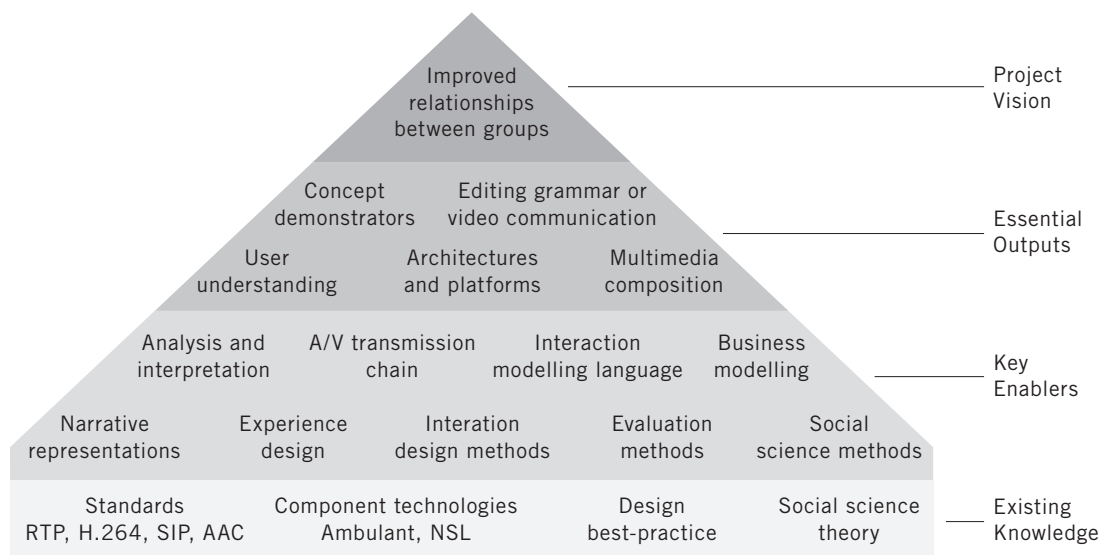 Improved
relationships
between groups
Project
Vision
Concept
demonstrators
Editing grammar or
video communication
User
understanding
Architectures
and platforms
Multimedia
composition
Essential
Outputs
Analysis and
interpretation
A/V transmission
chain
Interaction
modelling language
Business
modelling
Narrative
representations
Experience
design
Interation
design methods
Evaluation
methods
Social
science methods
Key
Enablers
Standards
RTP, H.264, SIP, AAC
Component technologies
Ambulant, NSL
Design
best-practice
Social science
theory
Existing
Knowledge